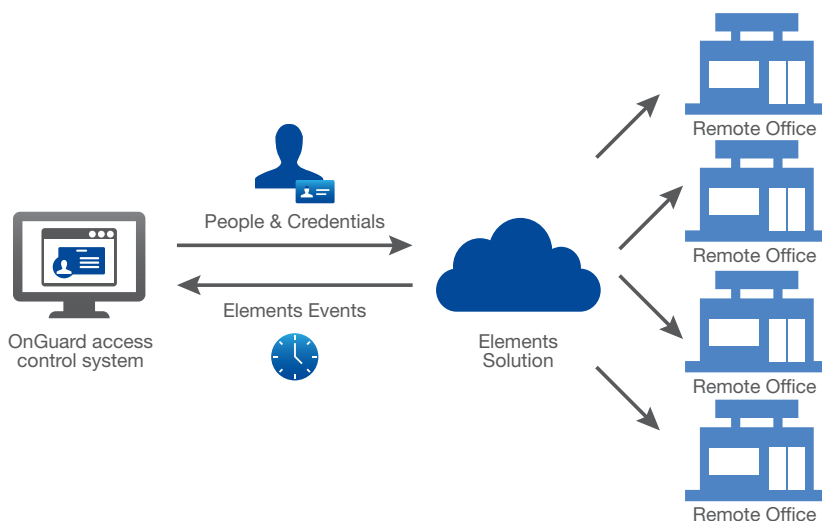 People & Credentials
Elements Events
OnGuard access
control system
Elements
Solution
Remote Office
Remote Office
Remote Office
Remote Office